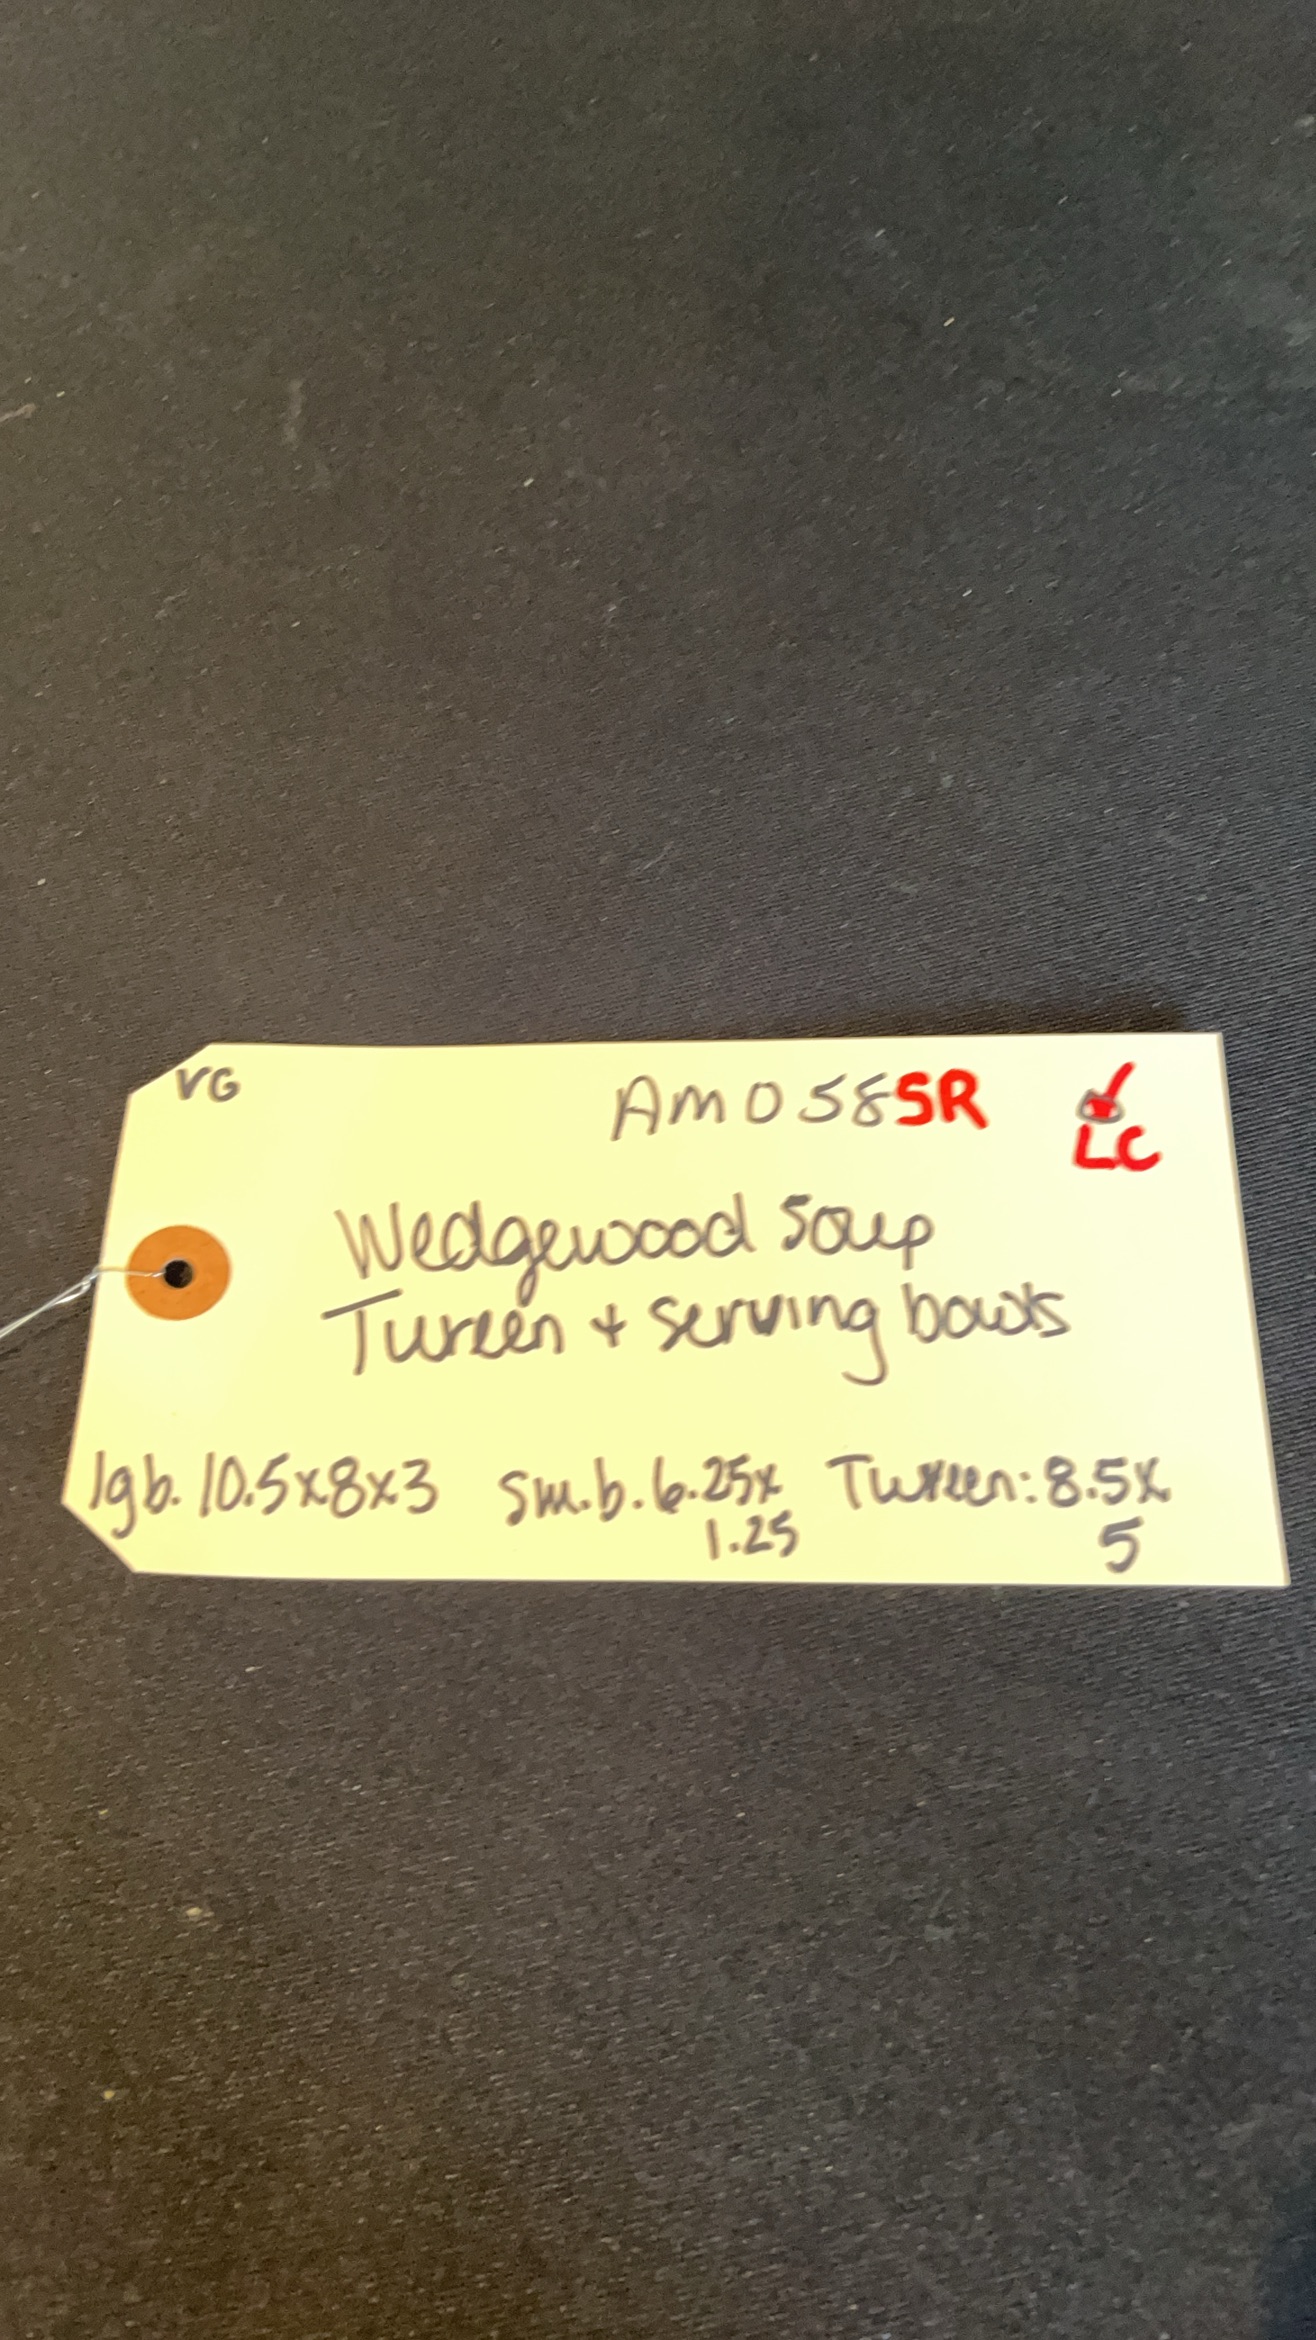 VG
AM058SR
LC
Wedgewood Soup
Tureen + serving bowls
lgb. 10.5x8x3 sm.b. 6.25x Tureen: 8.5x
1.25 5